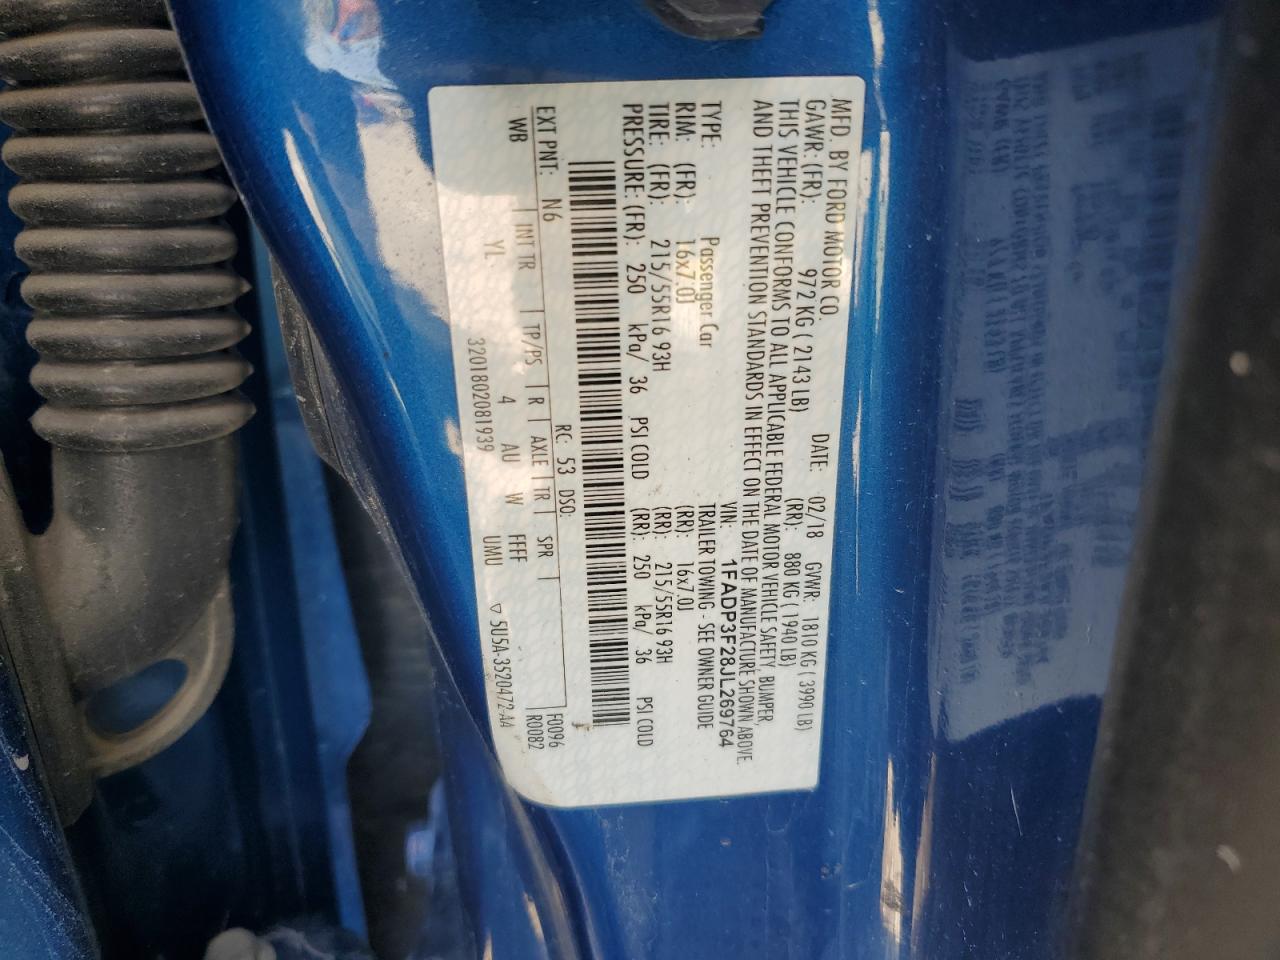 MFD. BY FORD MOTOR CO.
DATE: 02/18 GVWR: 1810 KG ( 3990 LB)
GAWR: (FR): 972 KG ( 2143 LB) (RR): 880 KG ( 1940 LB)
THIS VEHICLE CONFORMS TO ALL APPLICABLE FEDERAL MOTOR VEHICLE SAFETY, BUMPER,
AND THEFT PREVENTION STANDARDS IN EFFECT ON THE DATE OF MANUFACTURE SHOWN ABOVE.
VIN: 1FADP3F28JL269764
TYPE: Passenger Car TRAILER TOWING - SEE OWNER GUIDE
RIM: (FR): 16x7.0J (RR): 16x7.0J
TIRE: (FR): 215/55R16 93H (RR): 215/55R16 93H
PRESSURE: (FR): 250 kPa/ 36 PSI COLD (RR): 250 kPa/ 36 PSI COLD
RC: 53 DSO: F0096
EXT PNT: N6 R0082
WB INT TR TP/PS R AXLE TR SPR
YL 4 AU W FFFF
3201802081939 UMU ▽ 5U5A-3520472-AA